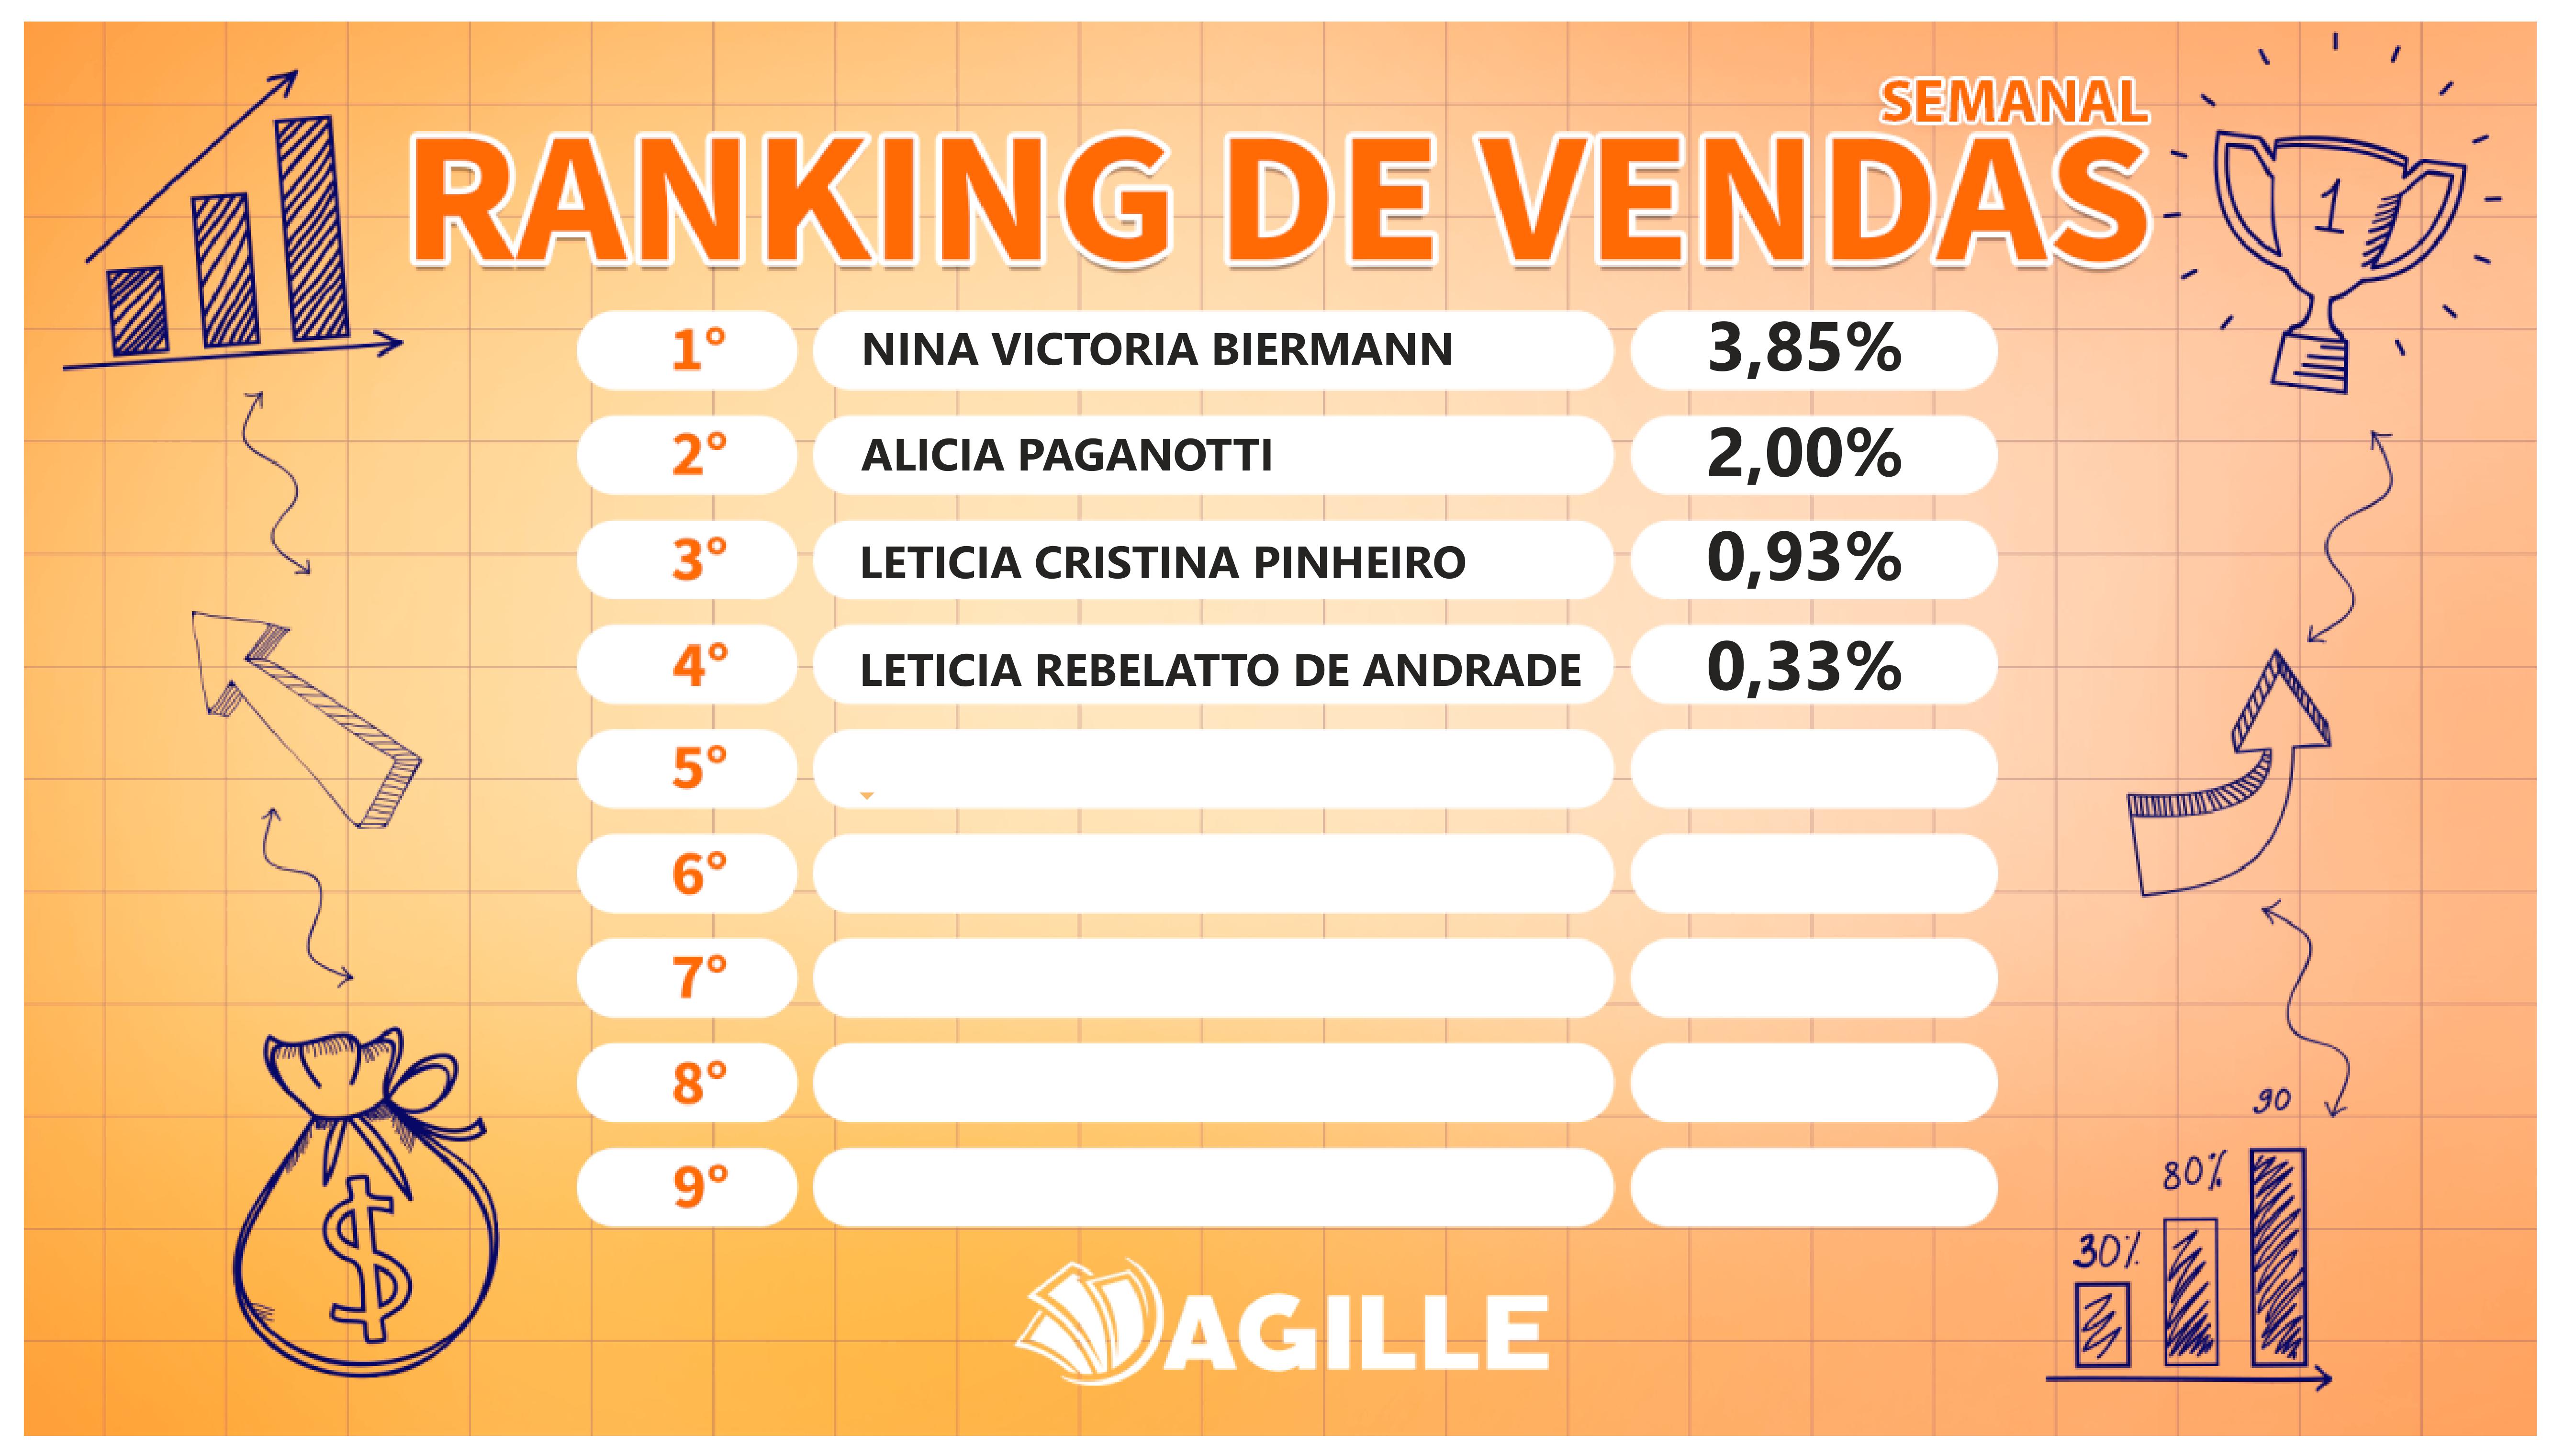 SEMANAL
RANKING DE VENDAS
1
1° NINA VICTORIA BIERMANN 3,85%
2° ALICIA PAGANOTTI 2,00%
3° LETICIA CRISTINA PINHEIRO 0,93%
4° LETICIA REBELATTO DE ANDRADE 0,33%
5°
6°
7°
8°
9°
$
90
80%
30%
AGILLE